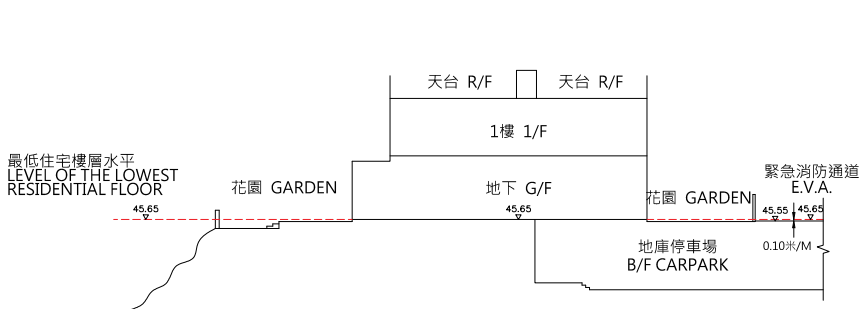 天台 R/F
天台 R/F
1樓 1/F
最低住宅樓層水平
LEVEL OF THE LOWEST
RESIDENTIAL FLOOR
花園 GARDEN
地下 G/F
花園 GARDEN
緊急消防通道
E.V.A.
45.65
45.65
45.55
45.65
地庫停車場
B/F CARPARK
0.10米/M